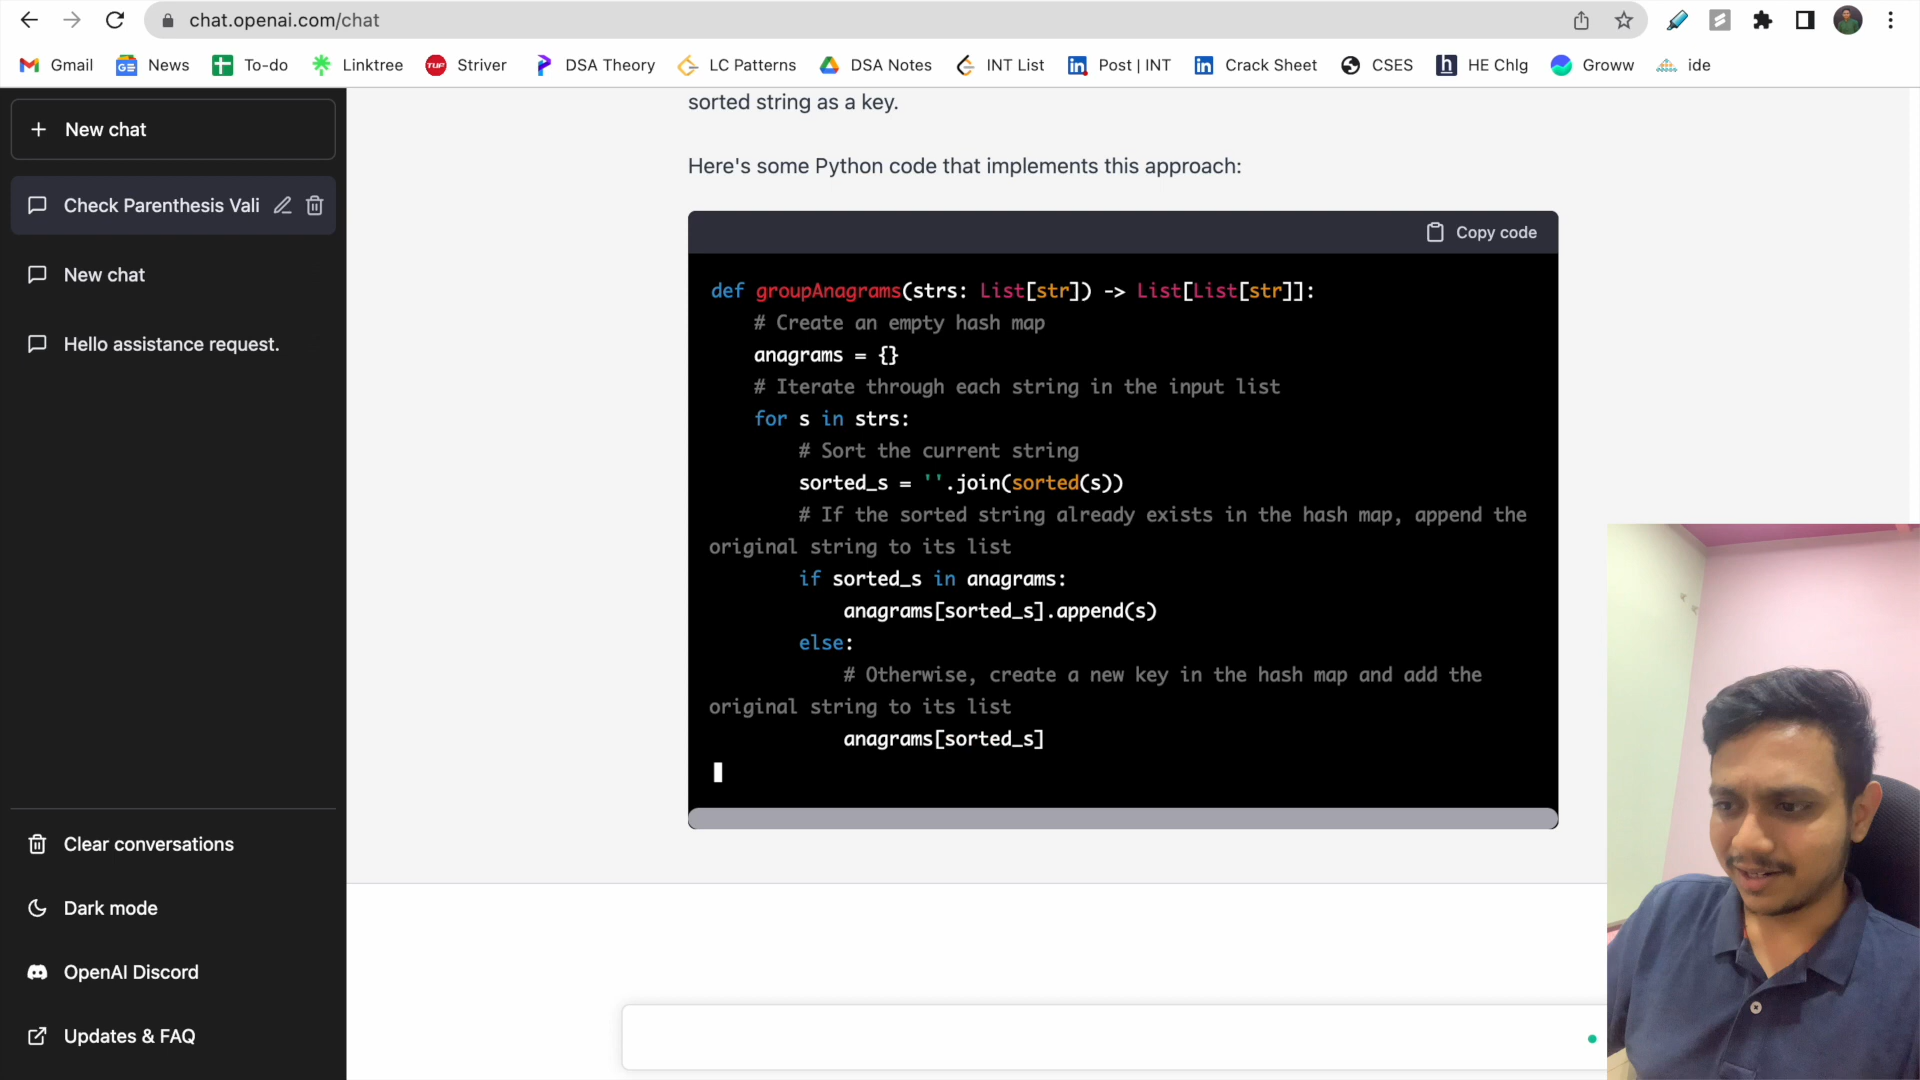 chat.openai.com/chat
Gmail News To-do Linktree TUF Striver DSA Theory LC Patterns DSA Notes INT List Post | INT Crack Sheet CSES h HE Chlg Groww ide
+ New chat
Check Parenthesis Vali
New chat
Hello assistance request.
Clear conversations
Dark mode
OpenAI Discord
Updates & FAQ
sorted string as a key.
Here's some Python code that implements this approach:
Copy code
def groupAnagrams(strs: List[str]) -> List[List[str]]:
# Create an empty hash map
anagrams = {}
# Iterate through each string in the input list
for s in strs:
# Sort the current string
sorted_s = ''.join(sorted(s))
# If the sorted string already exists in the hash map, append the
original string to its list
if sorted_s in anagrams:
anagrams[sorted_s].append(s)
else:
# Otherwise, create a new key in the hash map and add the
original string to its list
anagrams[sorted_s]